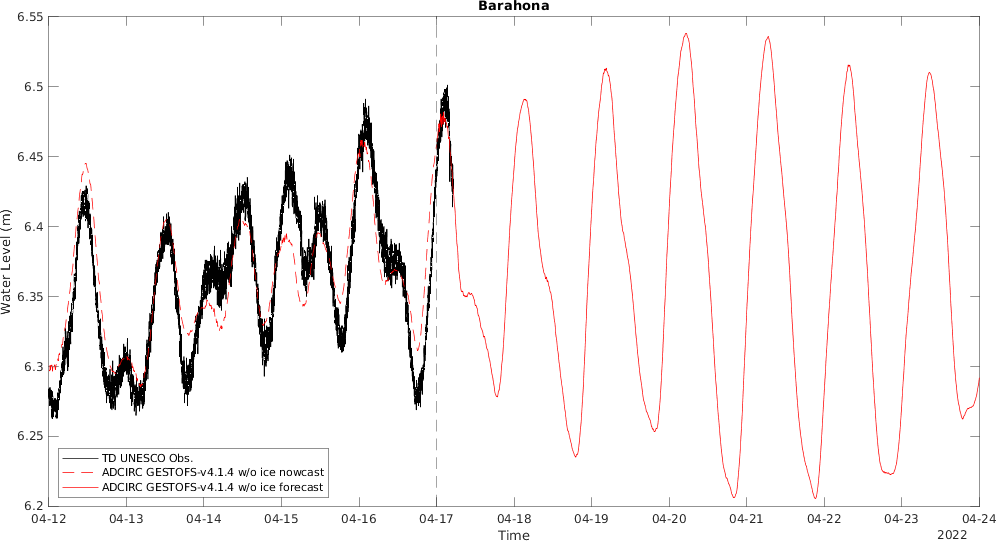 Barahona
6.55
6.5
6.45
6.4
6.35
6.3
6.25
6.2
Water Level (m)
TD UNESCO Obs.
ADCIRC GESTOFS-v4.1.4 w/o ice nowcast
ADCIRC GESTOFS-v4.1.4 w/o ice forecast
04-12 04-13 04-14 04-15 04-16 04-17 04-18 04-19 04-20 04-21 04-22 04-23 04-24
Time
2022